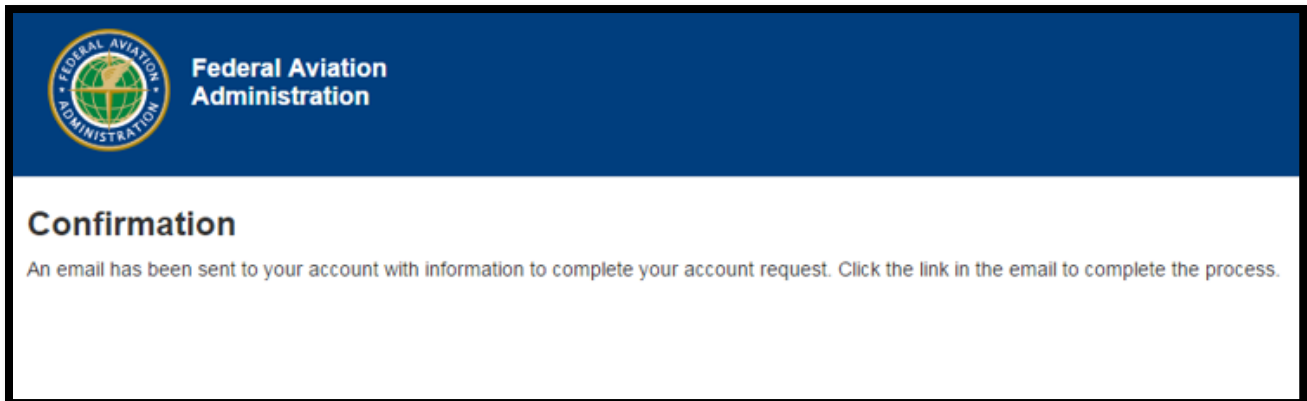 FEDERAL AVIATION
ADMINISTRATION
Federal Aviation
Administration
Confirmation
An email has been sent to your account with information to complete your account request. Click the link in the email to complete the process.